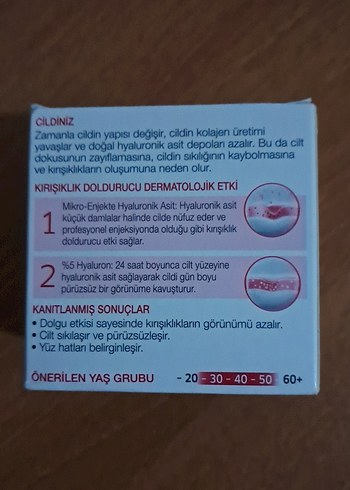 CİLDİNİZ
Zamanla cildin yapısı değişir, cildin kolajen üretimi
yavaşlar ve doğal hyaluronik asit depoları azalır. Bu da cilt
dokusunun zayıflamasına, cildin sıkılığının kaybolmasına
ve kırışıklıkların oluşumuna neden olur.
KIRIŞIKLIK DOLDURUCU DERMATOLOJİK ETKİ
1 Mikro-Enjekte Hyaluronik Asit: Hyaluronik asit
küçük damlalar halinde cilde nüfuz eder ve
profesyonel enjeksiyonda olduğu gibi kırışıklık
doldurucu etki sağlar.
2 %5 Hyaluron: 24 saat boyunca cilt yüzeyine
hyaluronik asit sağlayarak cildi gün boyu
pürüzsüz bir görünüme kavuşturur.
KANITLANMIŞ SONUÇLAR
• Dolgu etkisi sayesinde kırışıklıkların görünümü azalır.
• Cilt sıkılaşır ve pürüzsüzleşir.
• Yüz hatları belirginleşir.
ÖNERİLEN YAŞ GRUBU - 20 - 30 - 40 - 50 60+